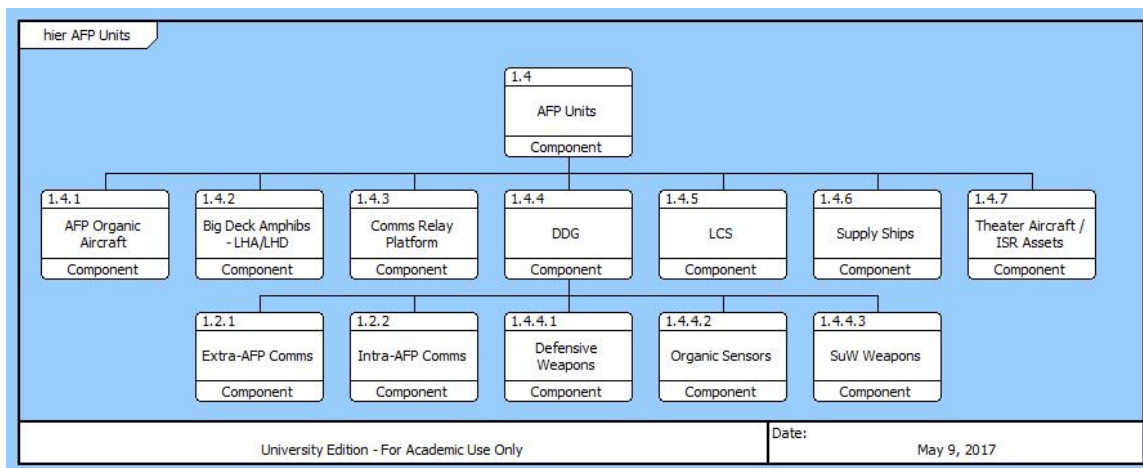 hier AFP Units
1.4
AFP Units
Component
1.4.1
AFP Organic
Aircraft
Component
1.4.2
Big Deck Amphibs
- LHA/LHD
Component
1.4.3
Comms Relay
Platform
Component
1.4.4
DDG
Component
1.4.5
LCS
Component
1.4.6
Supply Ships
Component
1.4.7
Theater Aircraft /
ISR Assets
Component
1.2.1
Extra-AFP Comms
Component
1.2.2
Intra-AFP Comms
Component
1.4.4.1
Defensive
Weapons
Component
1.4.4.2
Organic Sensors
Component
1.4.4.3
SuW Weapons
Component
University Edition - For Academic Use Only
Date:
May 9, 2017